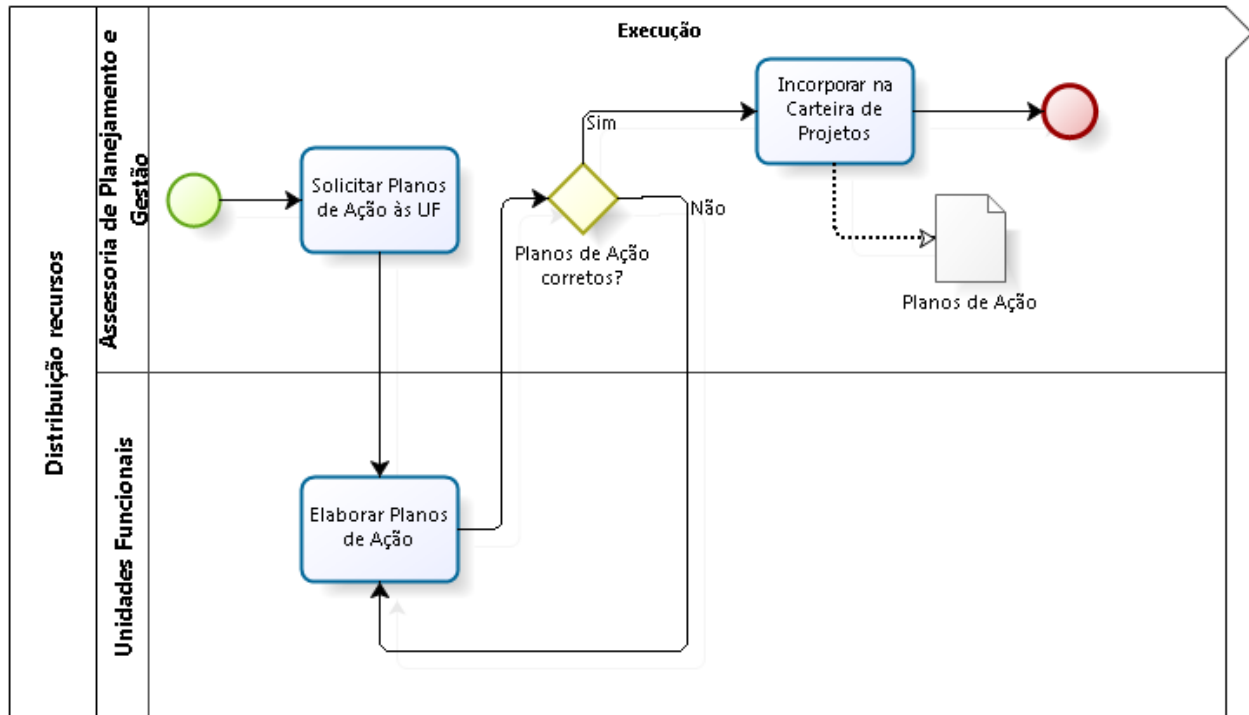 Execução
Distribuição recursos
Assessoria de Planejamento e
Gestão
Solicitar Planos
de Ação às UF
Planos de Ação
corretos?
Sim
Não
Incorporar na
Carteira de
Projetos
Planos de Ação
Unidades Funcionais
Elaborar Planos
de Ação